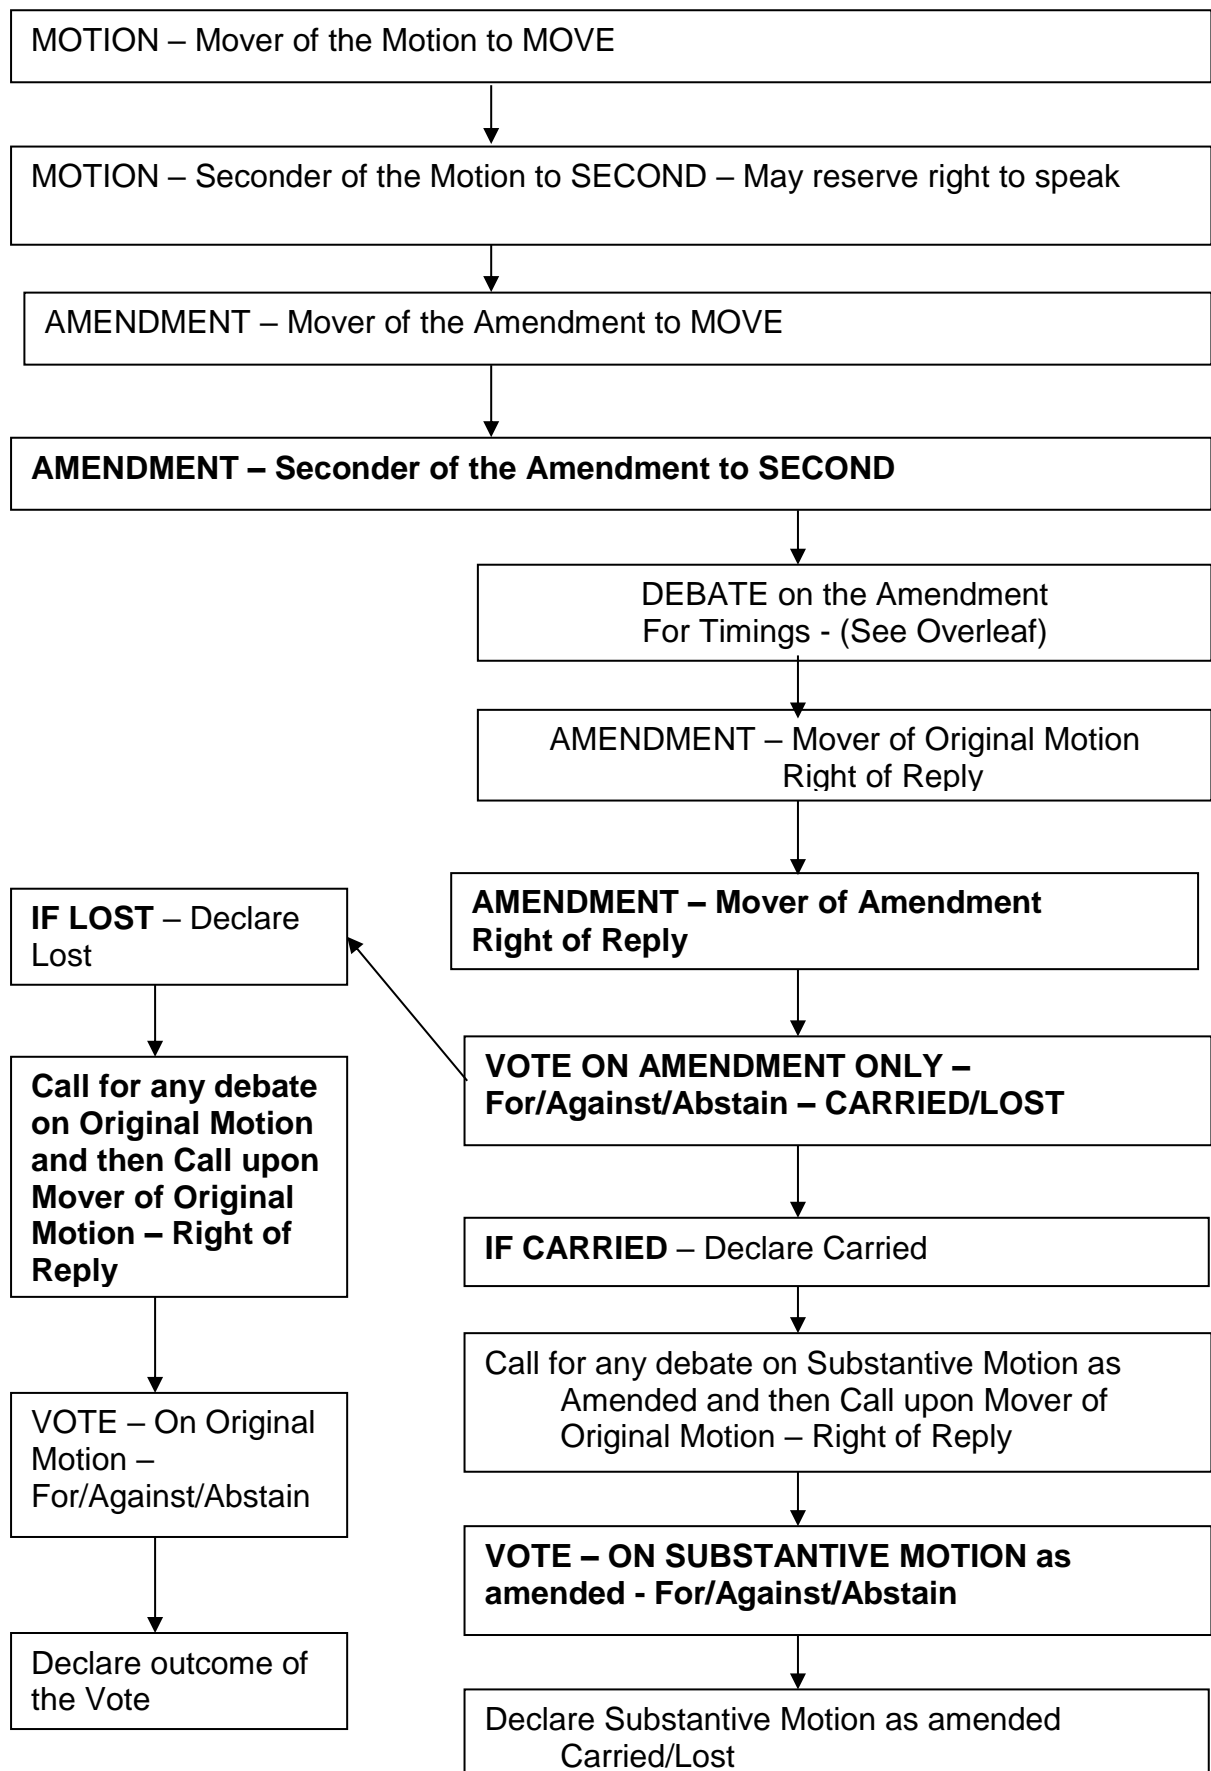 MOTION – Mover of the Motion to MOVE
MOTION – Seconder of the Motion to SECOND – May reserve right to speak
AMENDMENT – Mover of the Amendment to MOVE
AMENDMENT – Seconder of the Amendment to SECOND
DEBATE on the Amendment
For Timings - (See Overleaf)
AMENDMENT – Mover of Original Motion
Right of Reply
AMENDMENT – Mover of Amendment
Right of Reply
VOTE ON AMENDMENT ONLY –
For/Against/Abstain – CARRIED/LOST
IF LOST – Declare
Lost
Call for any debate
on Original Motion
and then Call upon
Mover of Original
Motion – Right of
Reply
VOTE – On Original
Motion –
For/Against/Abstain
Declare outcome of
the Vote
IF CARRIED – Declare Carried
Call for any debate on Substantive Motion as
Amended and then Call upon Mover of
Original Motion – Right of Reply
VOTE – ON SUBSTANTIVE MOTION as
amended - For/Against/Abstain
Declare Substantive Motion as amended
Carried/Lost